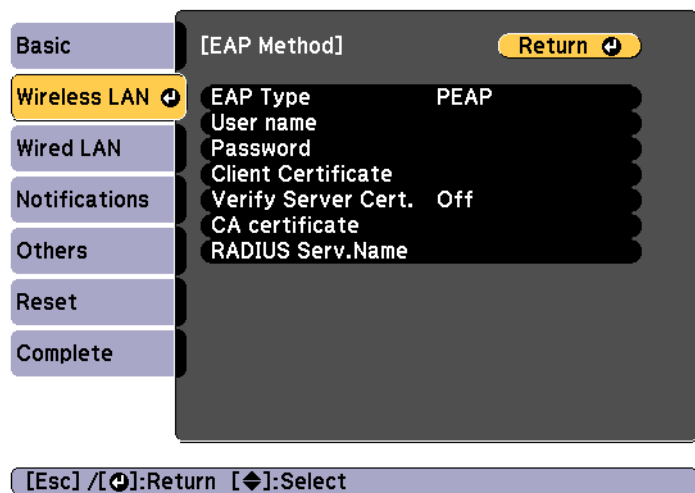 Basic
Wireless LAN
Wired LAN
Notifications
Others
Reset
Complete
[EAP Method]
Return
EAP Type PEAP
User name
Password
Client Certificate
Verify Server Cert. Off
CA certificate
RADIUS Serv.Name
[Esc] /[⏎]:Return [◆]:Select